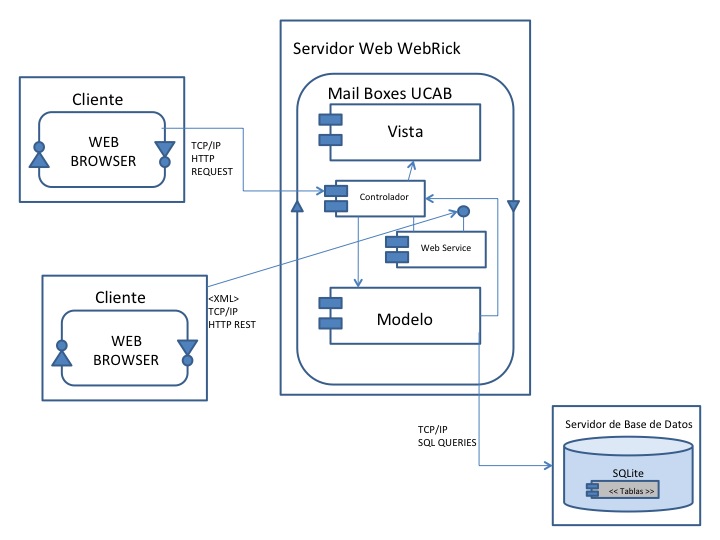 Servidor Web WebRick
Mail Boxes UCAB
Vista
Controlador
Web Service
Modelo
Cliente
WEB
BROWSER
TCP/IP
HTTP
REQUEST
Cliente
WEB
BROWSER
<XML>
TCP/IP
HTTP REST
TCP/IP
SQL QUERIES
Servidor de Base de Datos
SQLite
<< Tablas >>